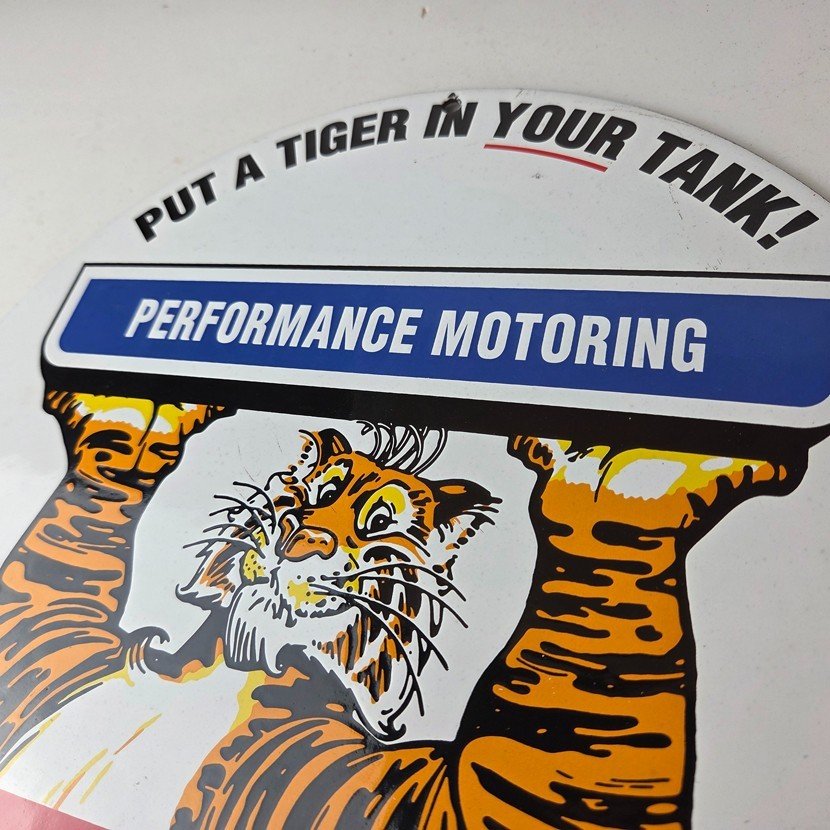 PUT A TIGER IN YOUR TANK!
PERFORMANCE MOTORING